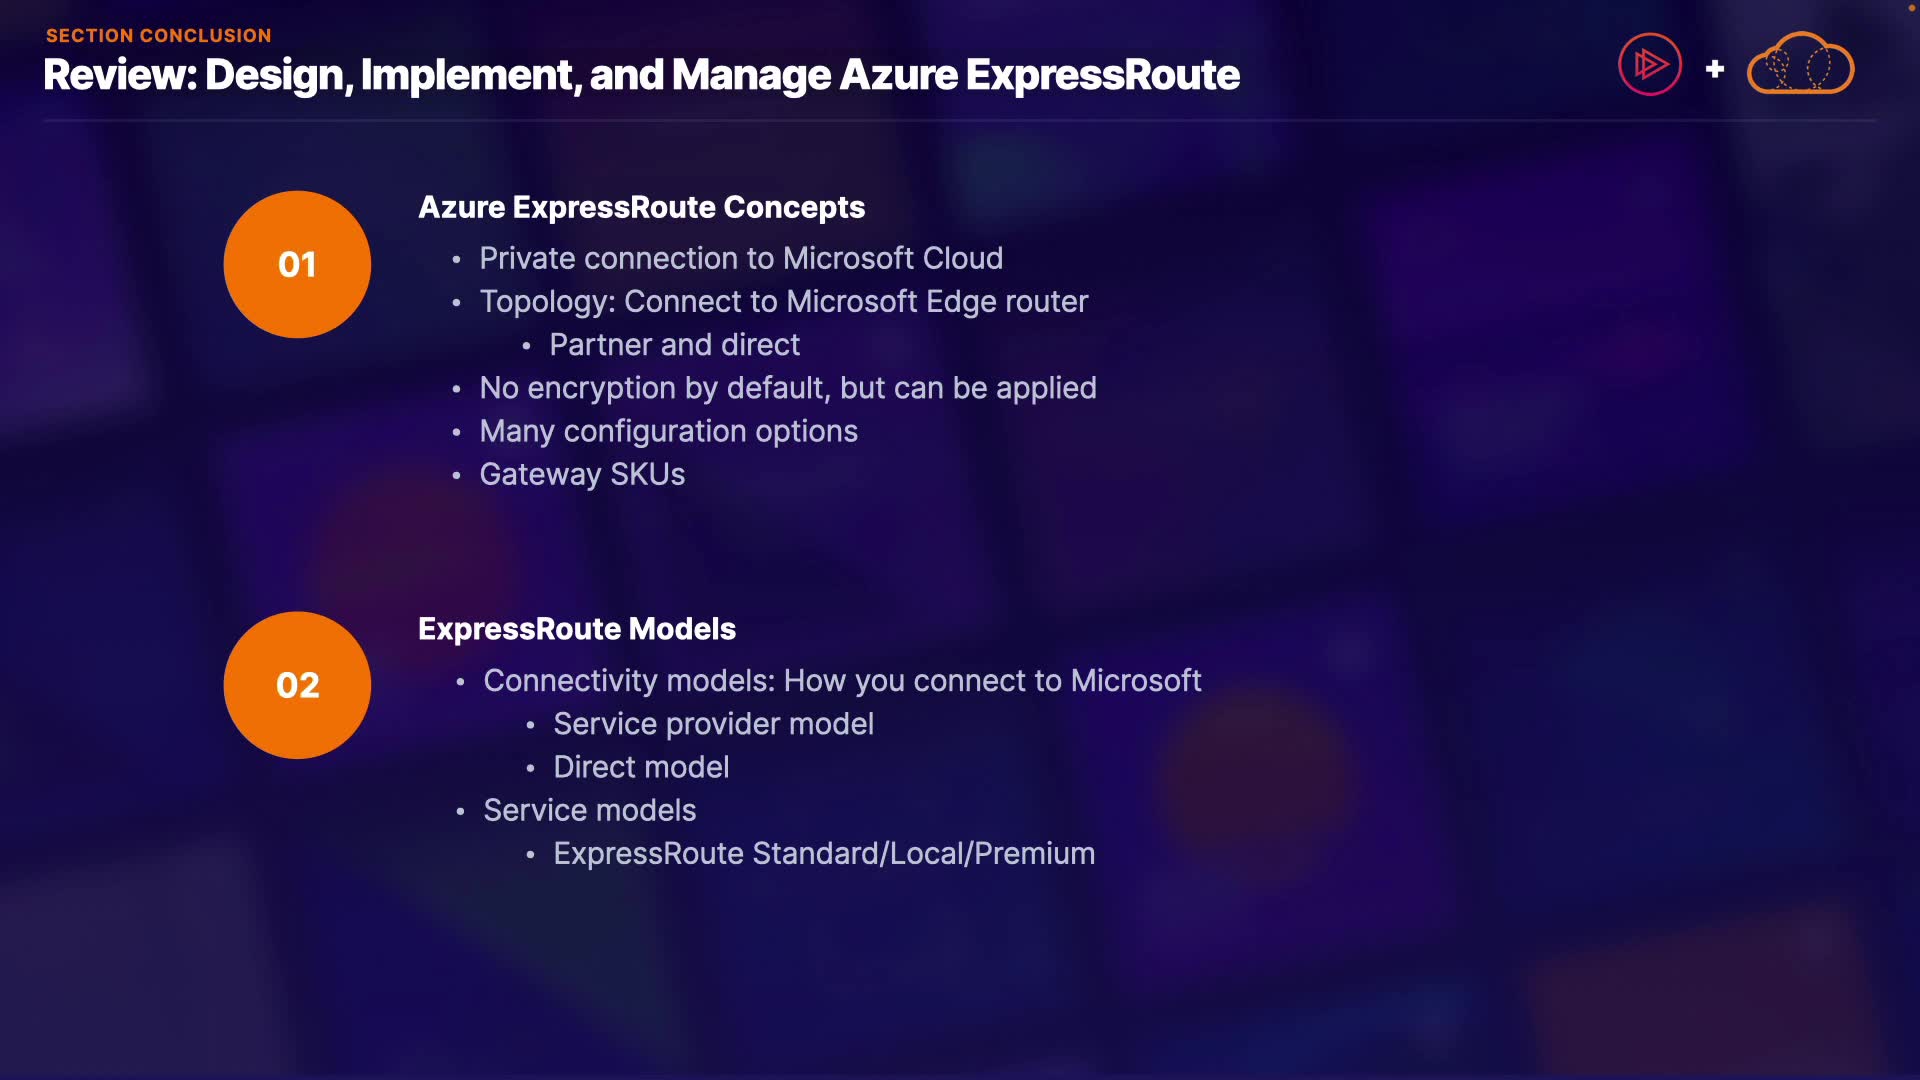 SECTION CONCLUSION
Review: Design, Implement, and Manage Azure ExpressRoute
+
01
Azure ExpressRoute Concepts
• Private connection to Microsoft Cloud
• Topology: Connect to Microsoft Edge router
• Partner and direct
• No encryption by default, but can be applied
• Many configuration options
• Gateway SKUs
02
ExpressRoute Models
• Connectivity models: How you connect to Microsoft
• Service provider model
• Direct model
• Service models
• ExpressRoute Standard/Local/Premium